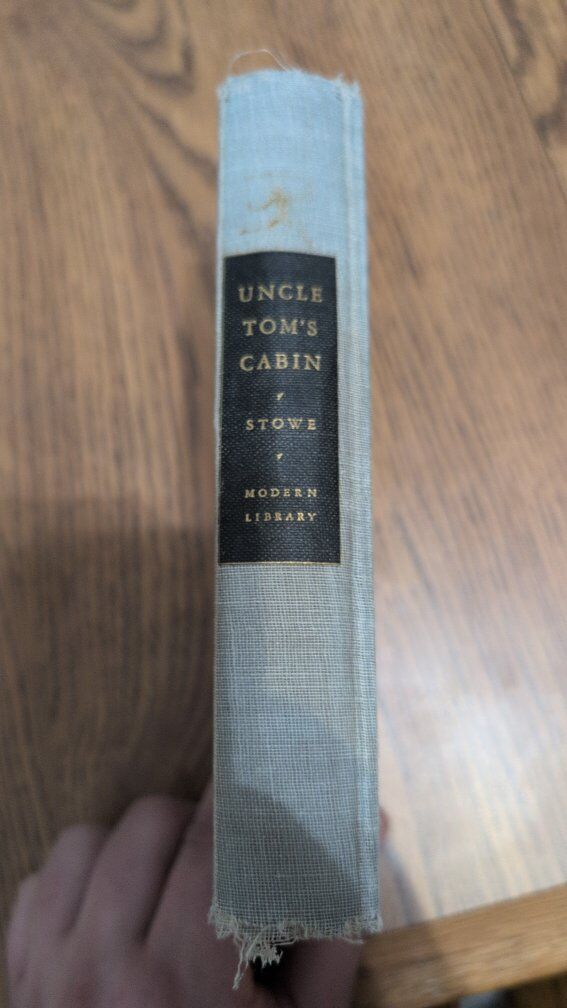 UNCLE
TOM'S
CABIN
STOWE
MODERN
LIBRARY